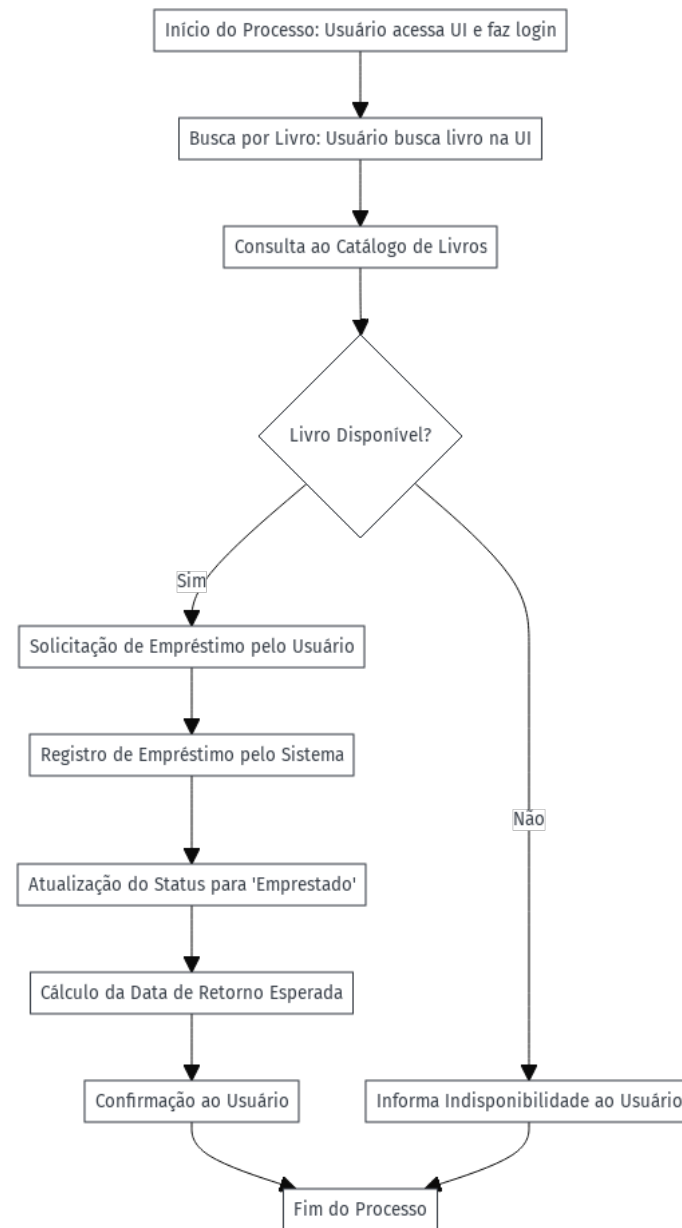 Início do Processo: Usuário acessa UI e faz login
Busca por Livro: Usuário busca livro na UI
Consulta ao Catálogo de Livros
Livro Disponível?
Sim
Solicitação de Empréstimo pelo Usuário
Registro de Empréstimo pelo Sistema
Não
Atualização do Status para 'Emprestado'
Cálculo da Data de Retorno Esperada
Confirmação ao Usuário
Informa Indisponibilidade ao Usuário
Fim do Processo